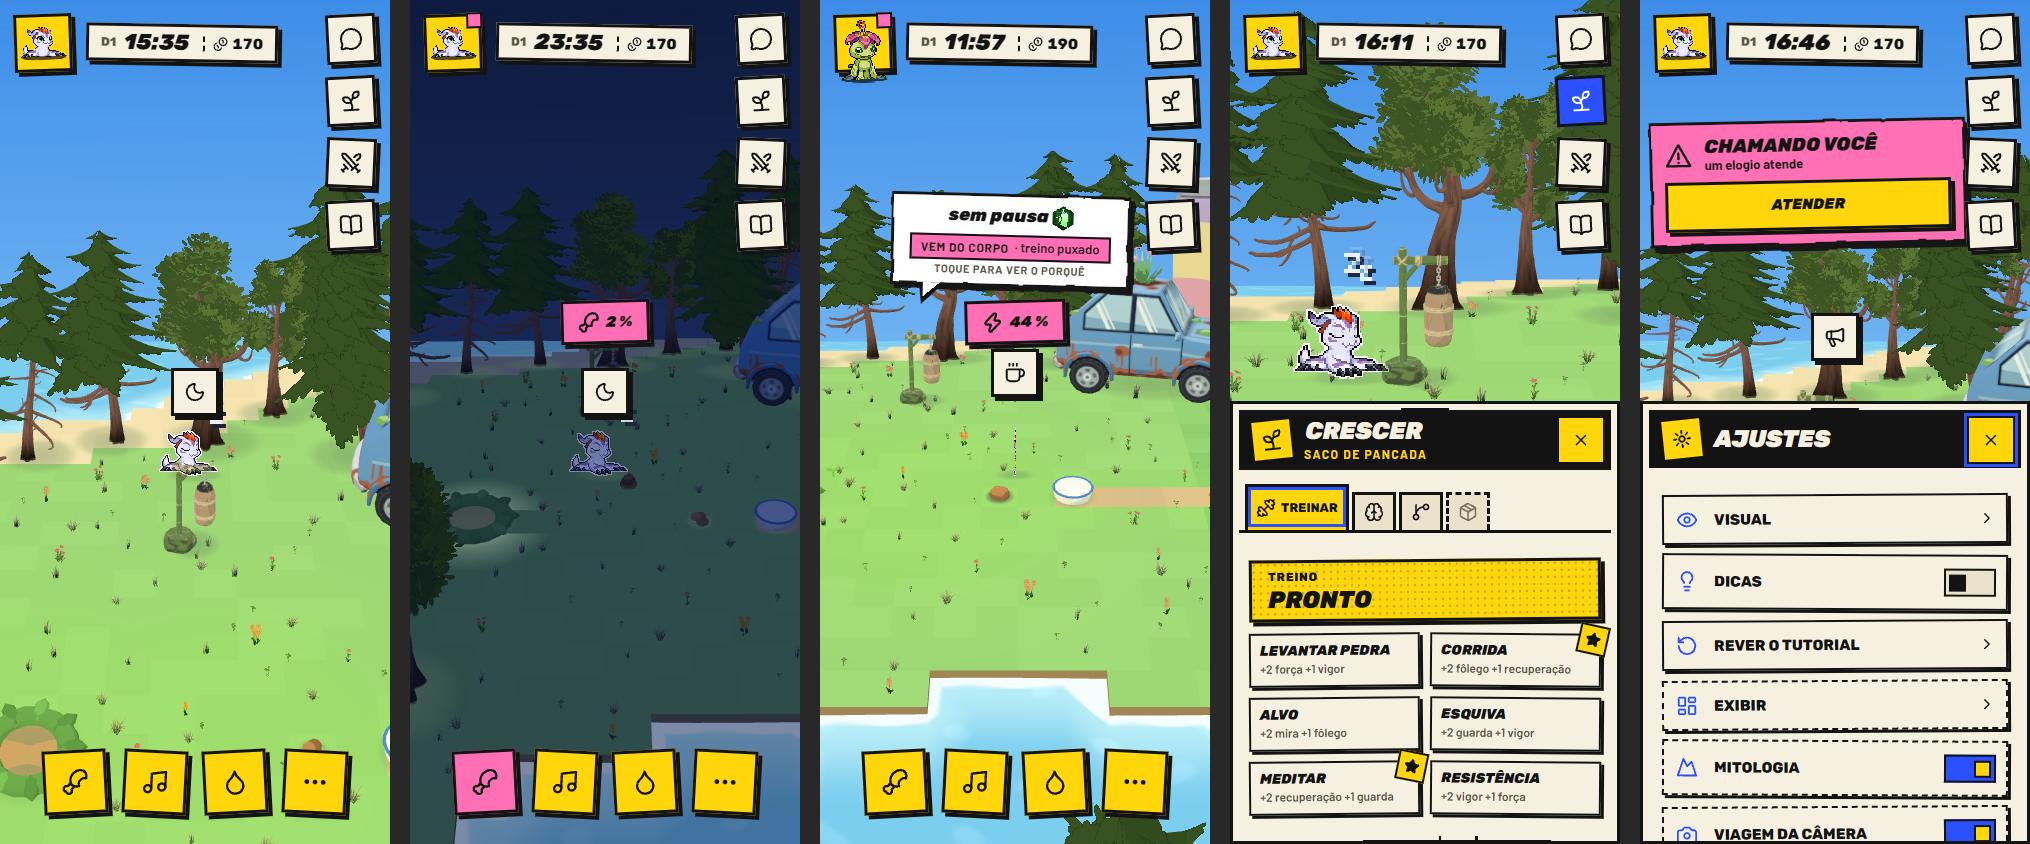 D1 15:35 170
D1 23:35 170
2%
D1 11:57 190
sem pausa
VEM DO CORPO · treino puxado
TOQUE PARA VER O PORQUÊ
44%
D1 16:11 170
CRESCER
SACO DE PANCADA
TREINAR
TREINO
PRONTO
LEVANTAR PEDRA
+2 força +1 vigor
CORRIDA
+2 fôlego +1 recuperação
ALVO
+2 mira +1 fôlego
ESQUIVA
+2 guarda +1 vigor
MEDITAR
+2 recuperação +1 guarda
RESISTÊNCIA
+2 vigor +1 força
D1 16:46 170
CHAMANDO VOCÊ
um elogio atende
ATENDER
AJUSTES
VISUAL
DICAS
REVER O TUTORIAL
EXIBIR
MITOLOGIA
VIAGEM DA CÂMERA